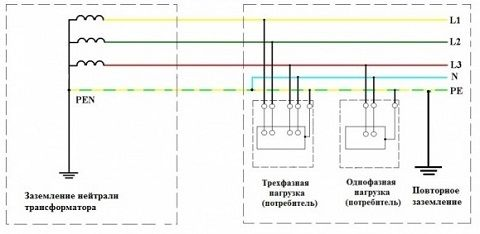 L1
L2
L3
N
PE
PEN
Заземление нейтрали
трансформатора
Трехфазная
нагрузка
(потребитель)
Однофазная
нагрузка
(потребитель)
Повторное
заземление